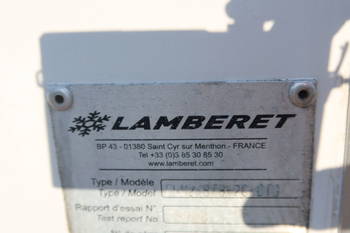 LAMBERET
BP 43 - 01380 Saint Cyr sur Menthon - FRANCE
Tel +33 (0)3 85 30 85 30
www.lamberet.com
Type / Modèle
Type / Model
Rapport d'essai N°
Test report No